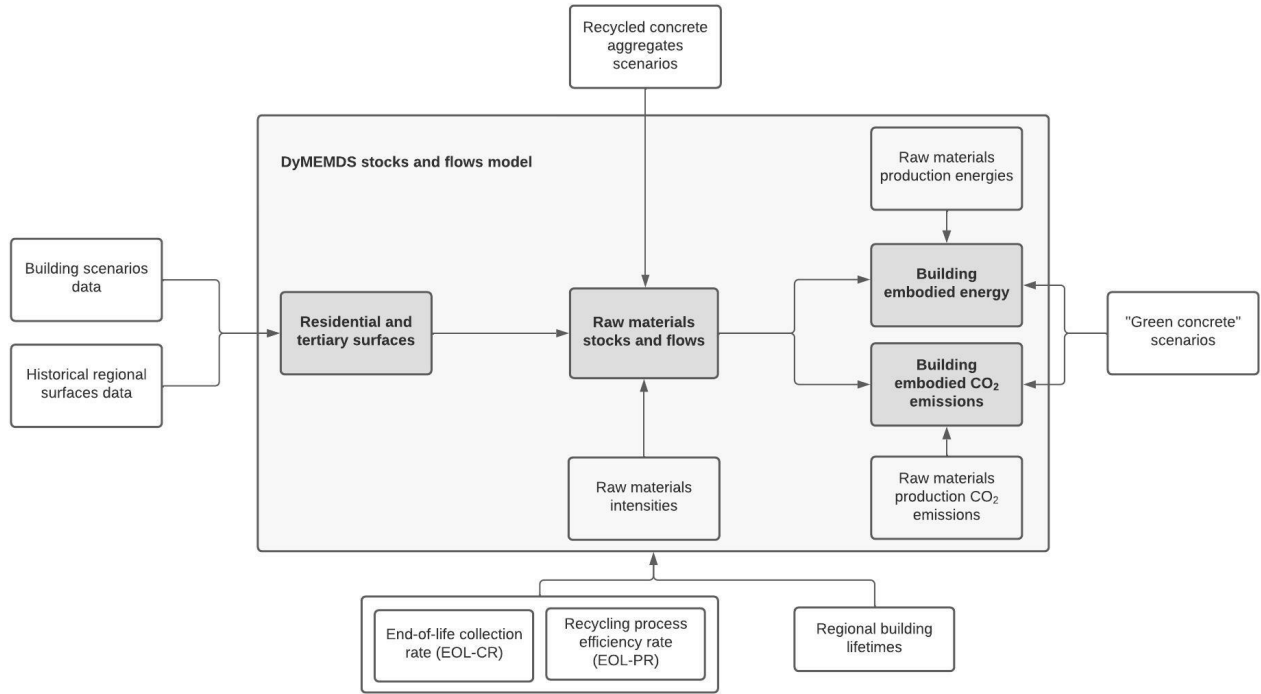 Recycled concrete
aggregates
scenarios
DyMEMDS stocks and flows model
Raw materials
production energies
Building scenarios
data
Historical regional
surfaces data
Residential and
tertiary surfaces
Raw materials
stocks and flows
Building
embodied energy
Building
embodied CO₂
emissions
"Green concrete"
scenarios
Raw materials
intensities
Raw materials
production CO₂
emissions
End-of-life collection
rate (EOL-CR)
Recycling process
efficiency rate
(EOL-PR)
Regional building
lifetimes